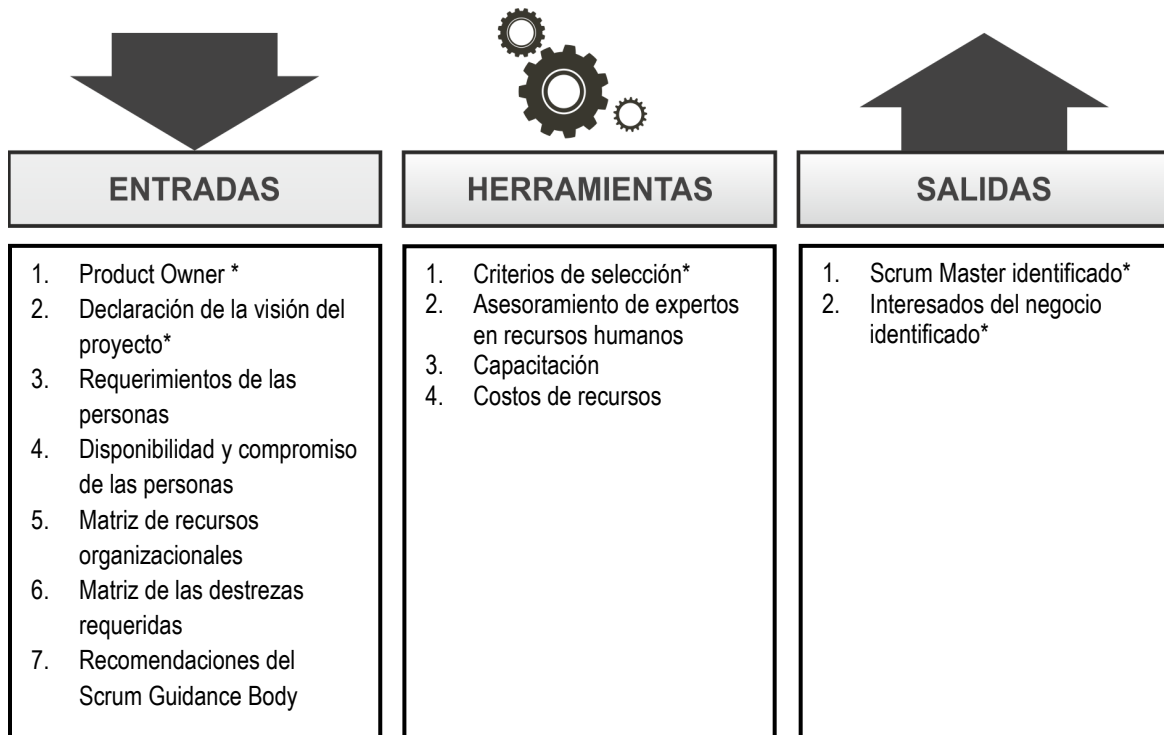 ENTRADAS
1. Product Owner *
2. Declaración de la visión del
proyecto*
3. Requerimientos de las
personas
4. Disponibilidad y compromiso
de las personas
5. Matriz de recursos
organizacionales
6. Matriz de las destrezas
requeridas
7. Recomendaciones del
Scrum Guidance Body
HERRAMIENTAS
1. Criterios de selección*
2. Asesoramiento de expertos
en recursos humanos
3. Capacitación
4. Costos de recursos
SALIDAS
1. Scrum Master identificado*
2. Interesados del negocio
identificado*